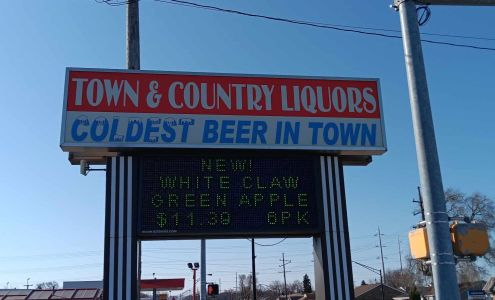 TOWN & COUNTRY LIQUORS
COLDEST BEER IN TOWN
NEW!
WHITE CLAW
GREEN APPLE
$11.39 6PK